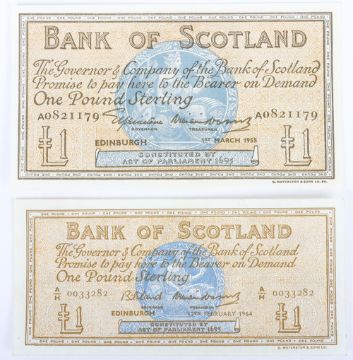 BANK OF SCOTLAND
The Governor & Company of the Bank of Scotland
Promise to pay here to the Bearer on Demand
One Pound Sterling
A0821179 A0821179
GOVERNOR TREASURER
EDINBURGH 1ST MARCH 1955
£1 CONSTITUTED BY £1
ACT OF PARLIAMENT 1695
G. WATERSTON & SONS LD. ED.
BANK OF SCOTLAND
The Governor & Company of the Bank of Scotland
Promise to pay here to the Bearer on Demand
One Pound Sterling
A/H 0033282 A/H 0033282
EDINBURGH FEBRUARY 1964
£1 CONSTITUTED BY £1
ACT OF PARLIAMENT 1695
G. WATERSTON & SONS LD. ED.